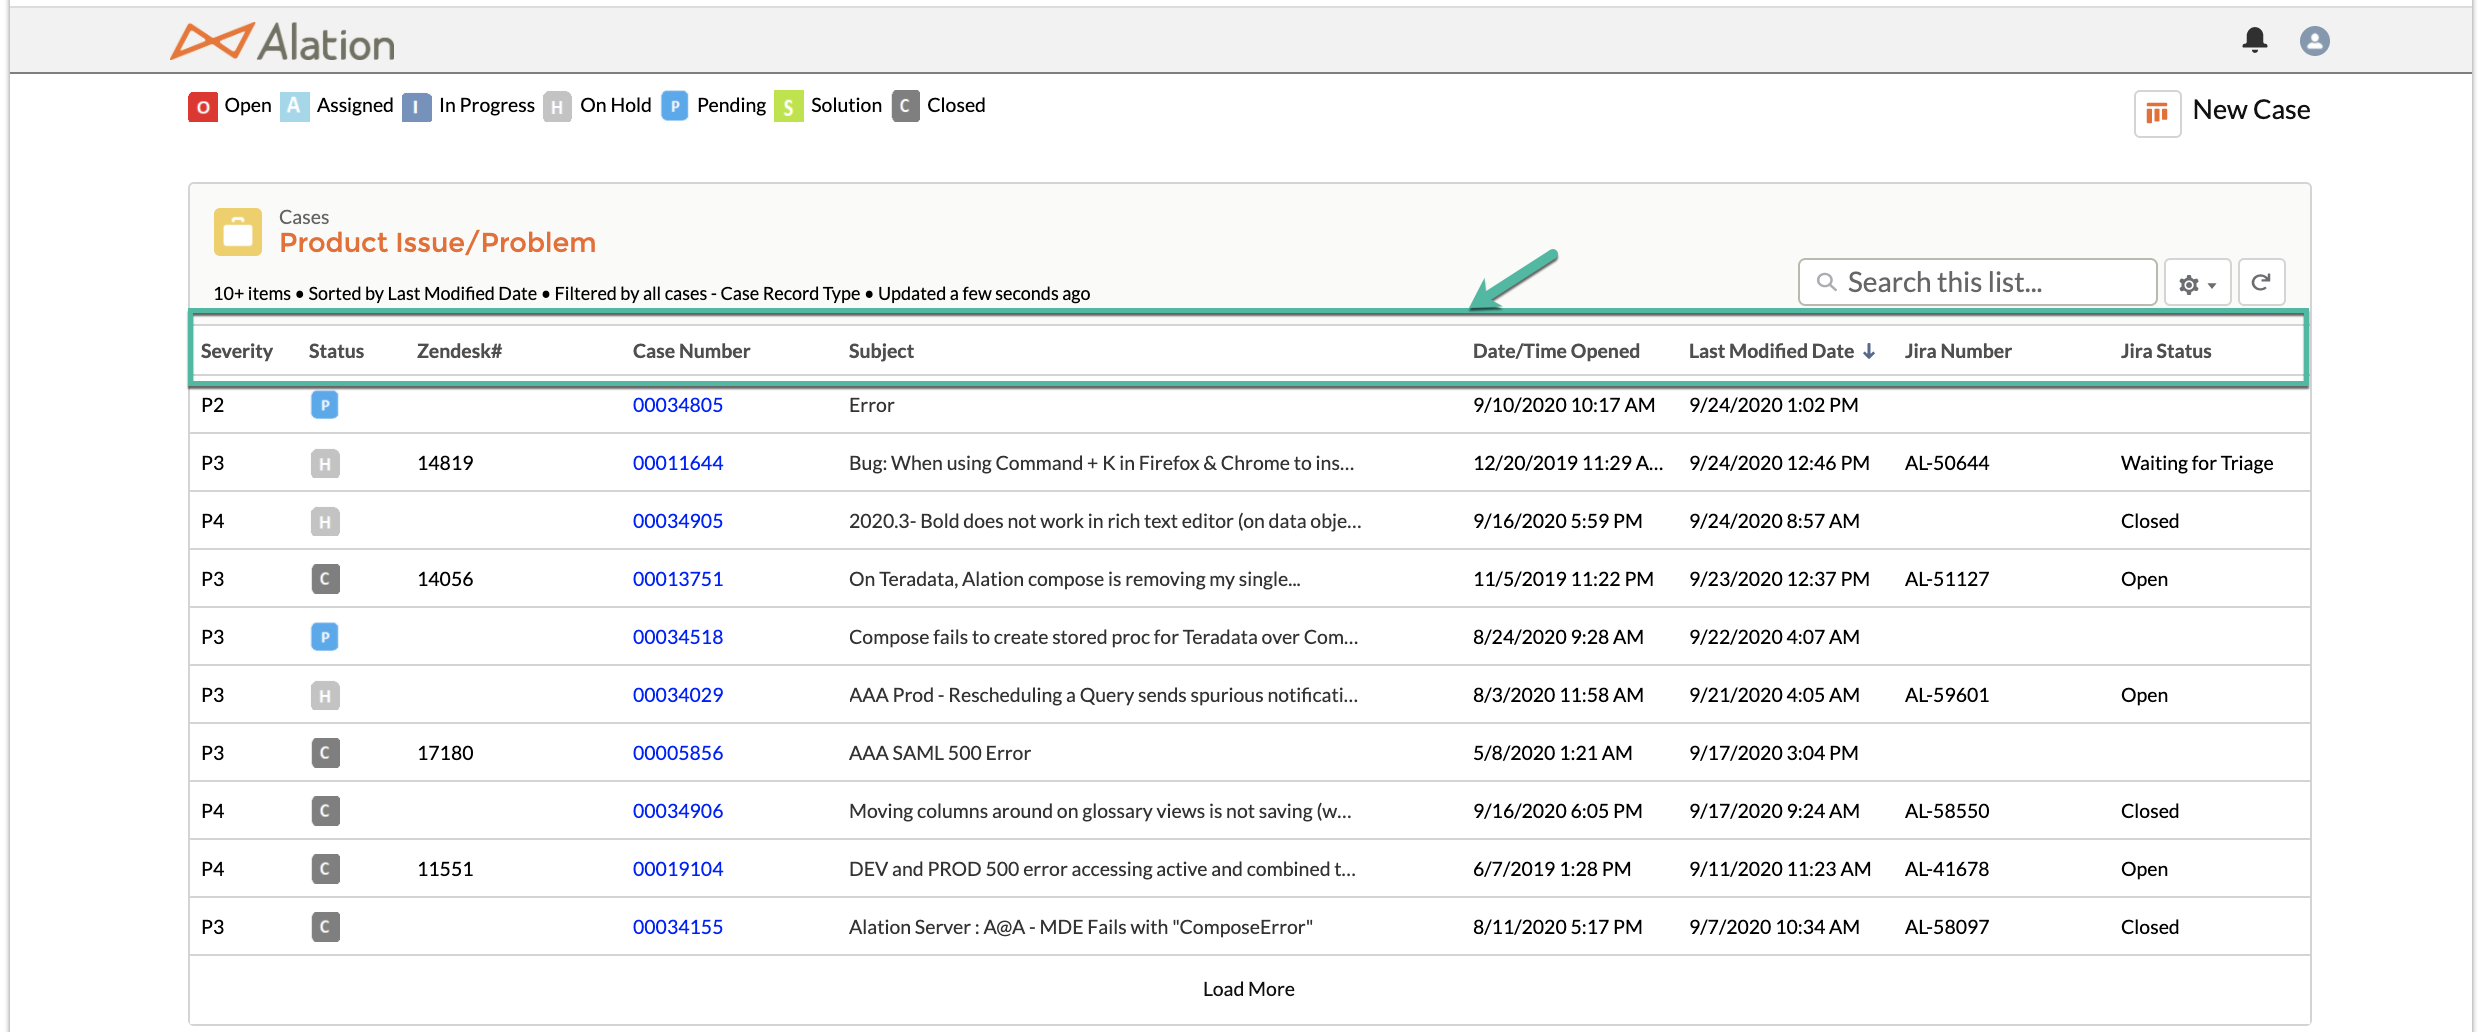 Alation
O Open A Assigned I In Progress H On Hold P Pending S Solution C Closed
New Case
Cases
Product Issue/Problem
10+ items • Sorted by Last Modified Date • Filtered by all cases - Case Record Type • Updated a few seconds ago
Search this list...
Severity Status Zendesk# Case Number Subject Date/Time Opened Last Modified Date ↓ Jira Number Jira Status
P2 P 00034805 Error 9/10/2020 10:17 AM 9/24/2020 1:02 PM
P3 H 14819 00011644 Bug: When using Command + K in Firefox & Chrome to ins... 12/20/2019 11:29 A... 9/24/2020 12:46 PM AL-50644 Waiting for Triage
P4 H 00034905 2020.3- Bold does not work in rich text editor (on data obje... 9/16/2020 5:59 PM 9/24/2020 8:57 AM Closed
P3 C 14056 00013751 On Teradata, Alation compose is removing my single... 11/5/2019 11:22 PM 9/23/2020 12:37 PM AL-51127 Open
P3 P 00034518 Compose fails to create stored proc for Teradata over Com... 8/24/2020 9:28 AM 9/22/2020 4:07 AM
P3 H 00034029 AAA Prod - Rescheduling a Query sends spurious notificati... 8/3/2020 11:58 AM 9/21/2020 4:05 AM AL-59601 Open
P3 C 17180 00005856 AAA SAML 500 Error 5/8/2020 1:21 AM 9/17/2020 3:04 PM
P4 C 00034906 Moving columns around on glossary views is not saving (w... 9/16/2020 6:05 PM 9/17/2020 9:24 AM AL-58550 Closed
P4 C 11551 00019104 DEV and PROD 500 error accessing active and combined t... 6/7/2019 1:28 PM 9/11/2020 11:23 AM AL-41678 Open
P3 C 00034155 Alation Server : A@A - MDE Fails with "ComposeError" 8/11/2020 5:17 PM 9/7/2020 10:34 AM AL-58097 Closed
Load More